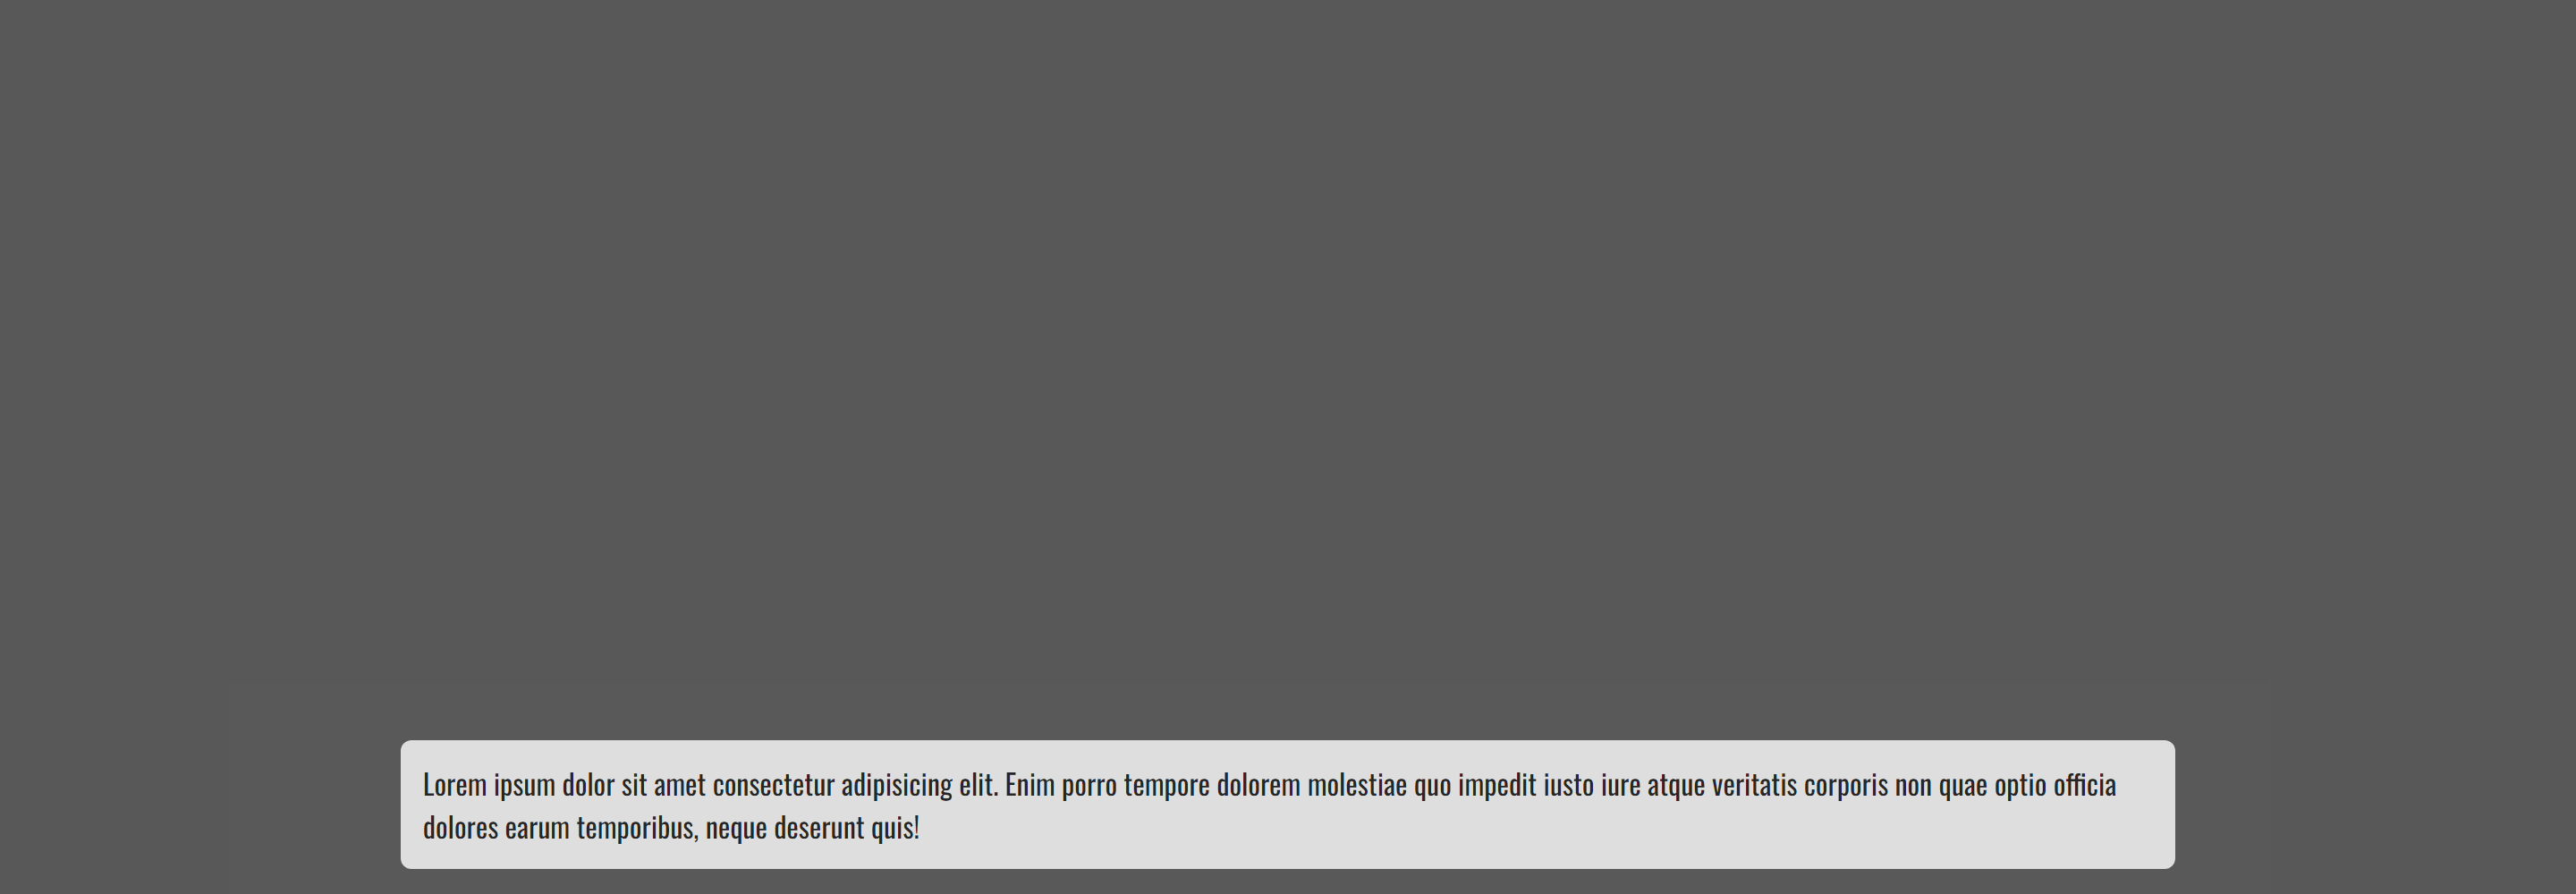 Lorem ipsum dolor sit amet consectetur adipisicing elit. Enim porro tempore dolorem molestiae quo impedit iusto iure atque veritatis corporis non quae optio officia
dolores earum temporibus, neque deserunt quis!